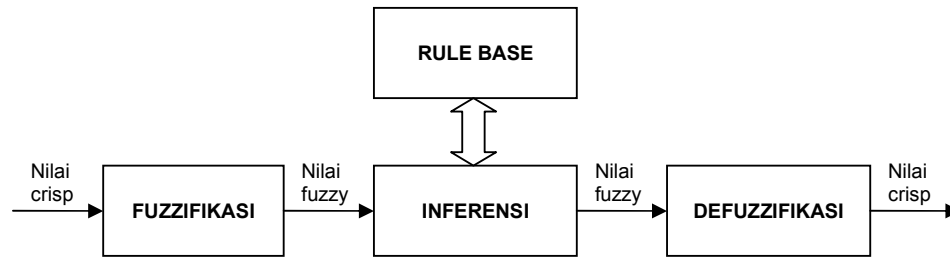 RULE BASE
Nilai
crisp
FUZZIFIKASI
Nilai
fuzzy
INFERENSI
Nilai
fuzzy
DEFUZZIFIKASI
Nilai
crisp